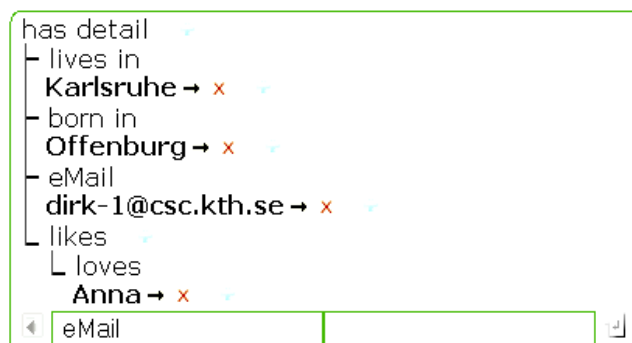 has detail
lives in
Karlsruhe → x
born in
Offenburg → x
eMail
dirk-1@csc.kth.se → x
likes
loves
Anna → x
eMail